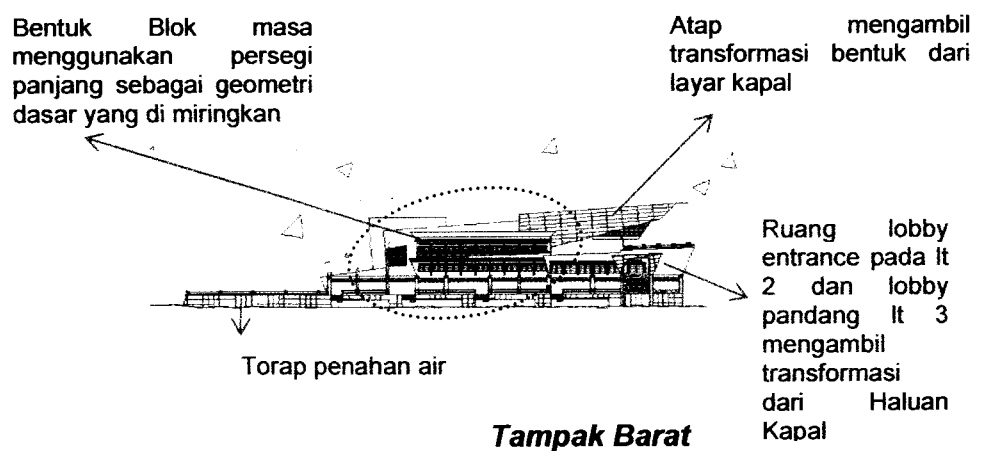 Bentuk Blok masa
menggunakan persegi
panjang sebagai geometri
dasar yang di miringkan
Atap mengambil
transformasi bentuk dari
layar kapal
Ruang lobby
entrance pada lt
2 dan lobby
pandang lt 3
mengambil
transformasi
dari Haluan
Kapal
Torap penahan air
Tampak Barat